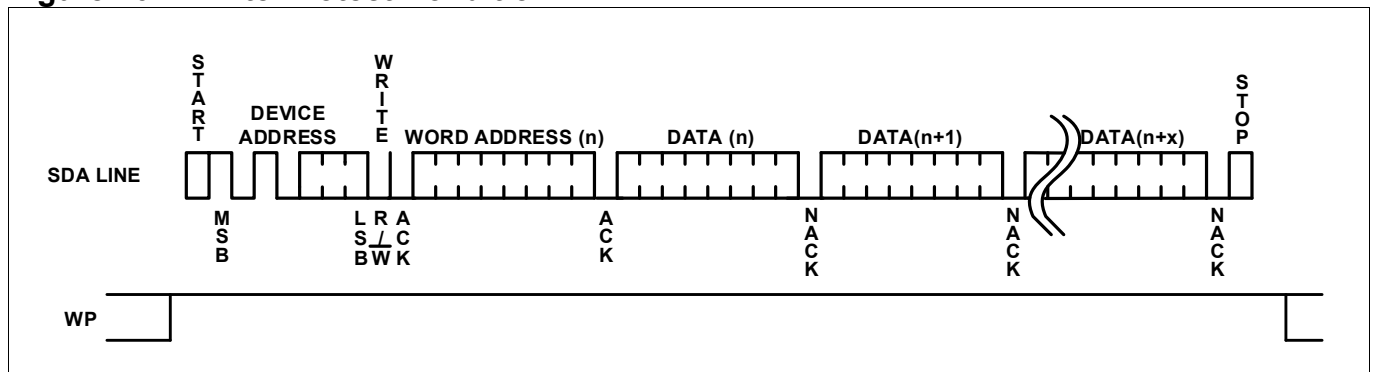 START
WRITE
STOP
DEVICE
ADDRESS
WORD ADDRESS (n)
DATA (n)
DATA(n+1)
DATA(n+x)
SDA LINE
MSB
LSB
R/W
ACK
ACK
NACK
NACK
NACK
WP